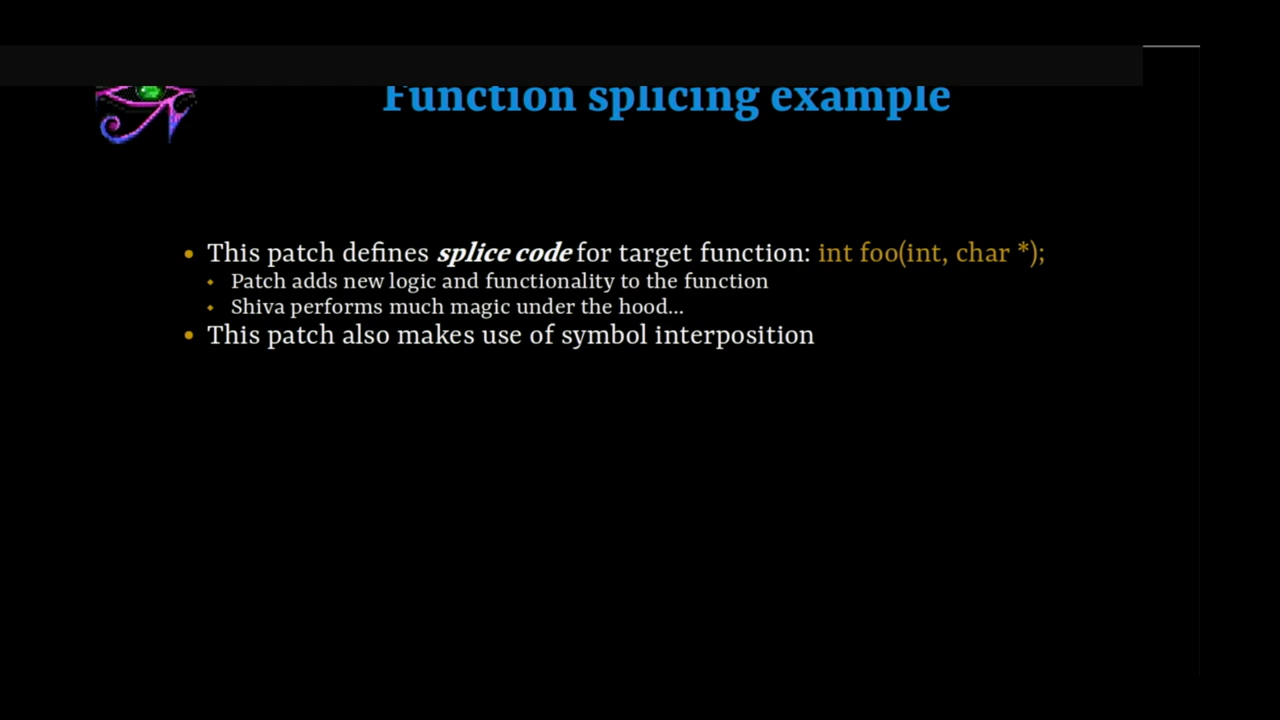 Function splicing example
This patch defines splice code for target function: int foo(int, char *);
Patch adds new logic and functionality to the function
Shiva performs much magic under the hood...
This patch also makes use of symbol interposition